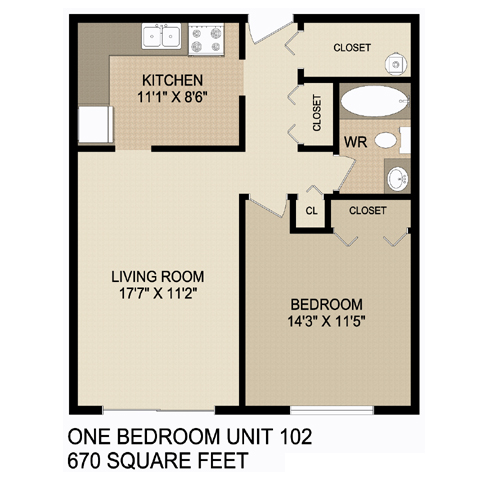 CLOSET
KITCHEN
11'1" X 8'6"
CLOSET
WR
CL
CLOSET
LIVING ROOM
17'7" X 11'2"
BEDROOM
14'3" X 11'5"
ONE BEDROOM UNIT 102
670 SQUARE FEET